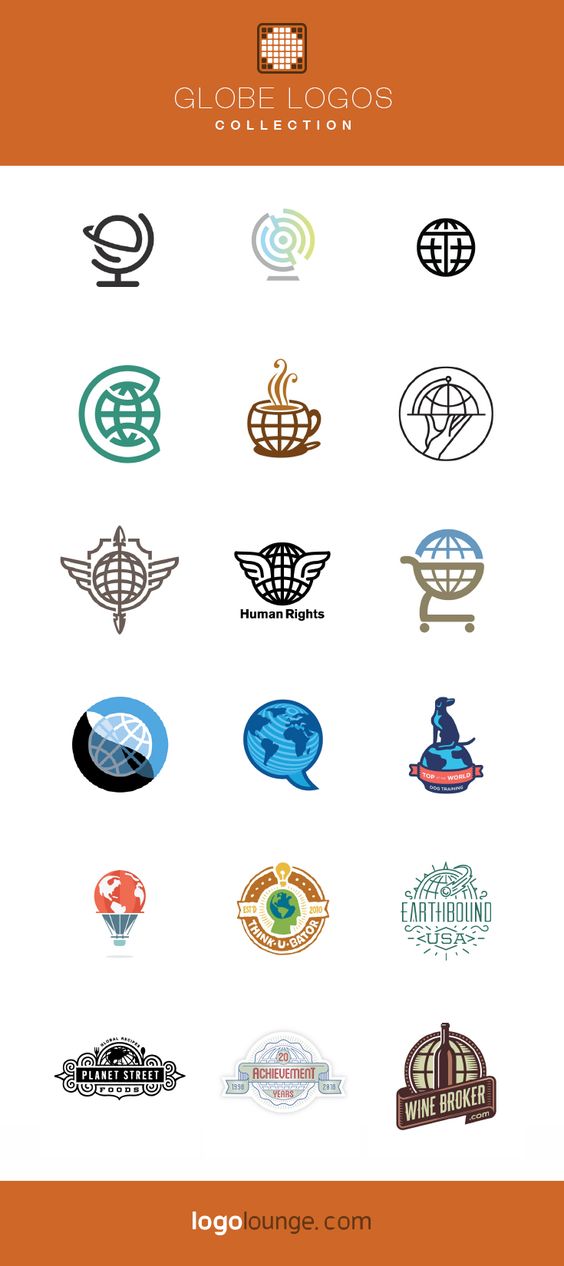 GLOBE LOGOS
COLLECTION
Human Rights
TOP OF THE WORLD
DOG TRAINING
EST'D 2010
THINK·U·BATOR
EARTHBOUND
USA
GLOBAL RECIPES
PLANET STREET
FOODS
20
ACHIEVEMENT
1998 2018
YEARS
WINE BROKER
.com
logolounge.com